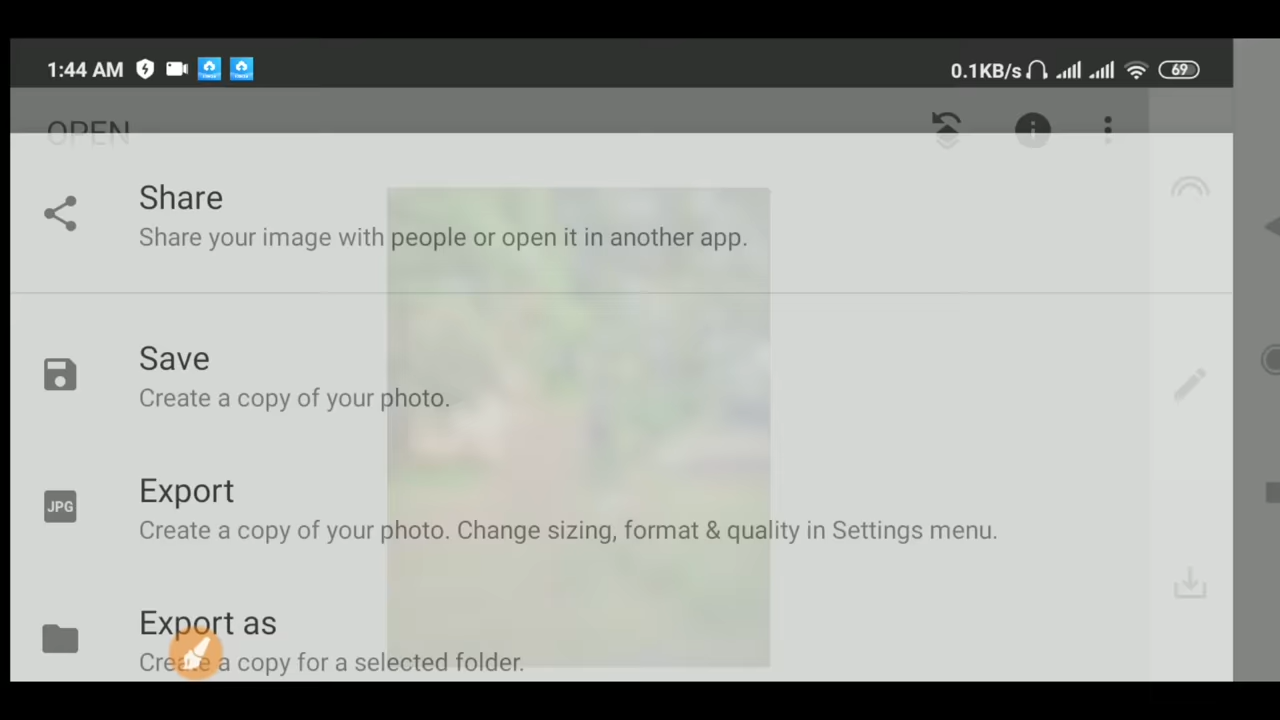 1:44 AM
0.1KB/s
69
OPEN
Share
Share your image with people or open it in another app.
Save
Create a copy of your photo.
JPG
Export
Create a copy of your photo. Change sizing, format & quality in Settings menu.
Export as
Create a copy for a selected folder.